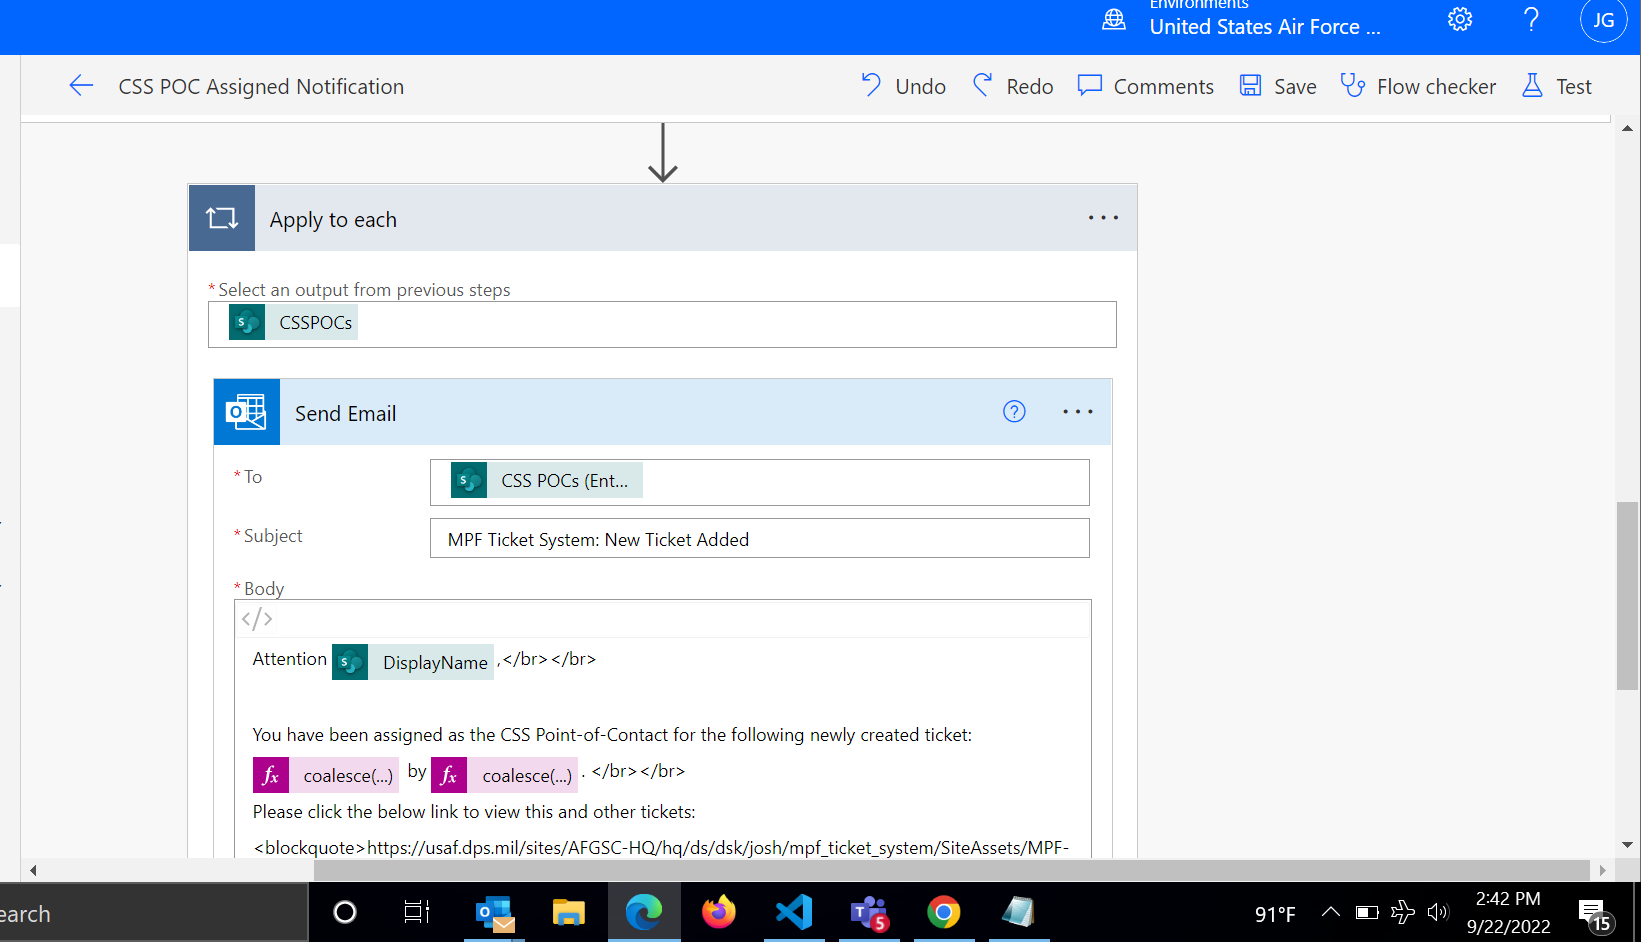 Environments
United States Air Force ...
JG
CSS POC Assigned Notification
Undo
Redo
Comments
Save
Flow checker
Test
Apply to each
* Select an output from previous steps
CSSPOCs
Send Email
* To
CSS POCs (Ent...
* Subject
MPF Ticket System: New Ticket Added
* Body
</>
Attention DisplayName ,</br></br>
You have been assigned as the CSS Point-of-Contact for the following newly created ticket:
fx coalesce(...) by fx coalesce(...) . </br></br>
Please click the below link to view this and other tickets:
<blockquote>https://usaf.dps.mil/sites/AFGSC-HQ/hq/ds/dsk/josh/mpf_ticket_system/SiteAssets/MPF-
earch
5
91°F
2:42 PM
9/22/2022
15